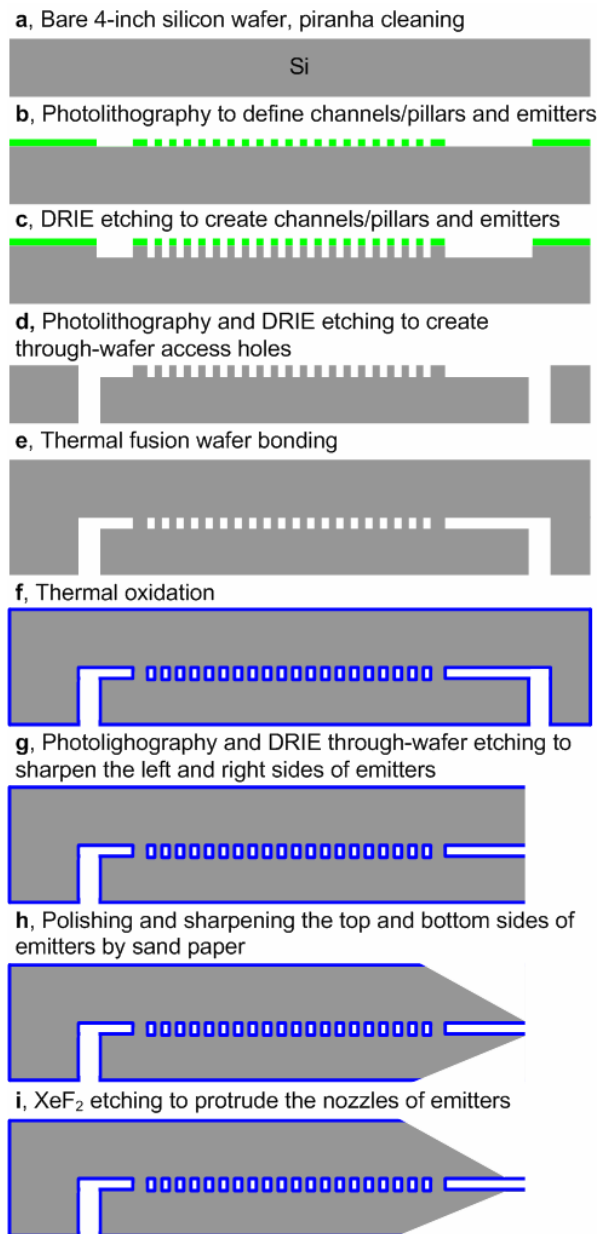 a, Bare 4-inch silicon wafer, piranha cleaning
Si
b, Photolithography to define channels/pillars and emitters
c, DRIE etching to create channels/pillars and emitters
d, Photolithography and DRIE etching to create
through-wafer access holes
e, Thermal fusion wafer bonding
f, Thermal oxidation
g, Photolighography and DRIE through-wafer etching to
sharpen the left and right sides of emitters
h, Polishing and sharpening the top and bottom sides of
emitters by sand paper
i, XeF₂ etching to protrude the nozzles of emitters